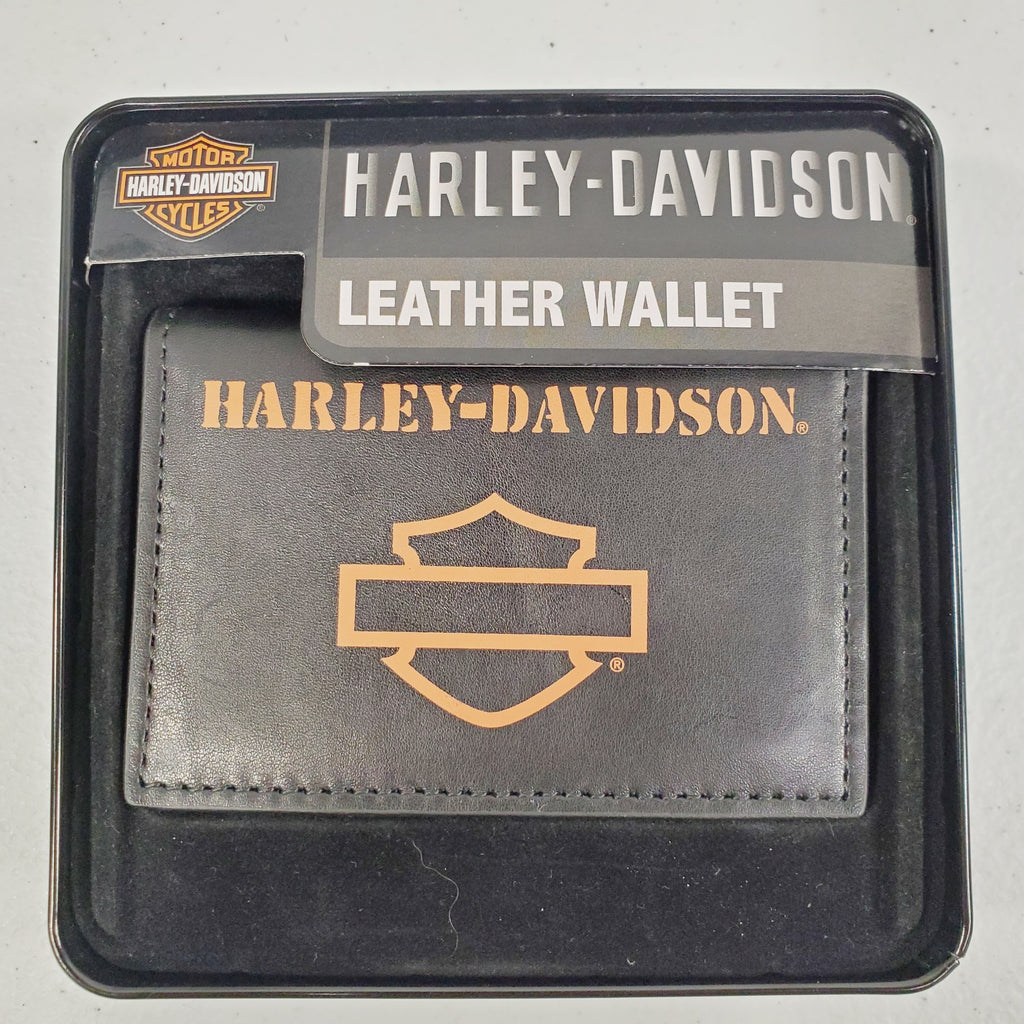 MOTOR
HARLEY-DAVIDSON
CYCLES®
HARLEY-DAVIDSON®
LEATHER WALLET
HARLEY-DAVIDSON®
®